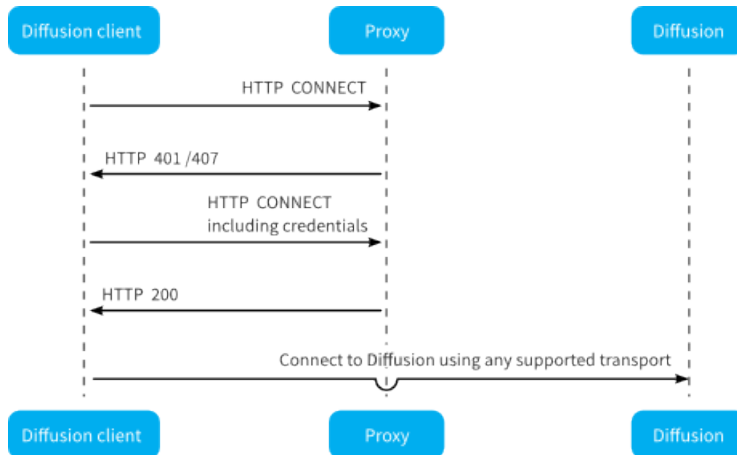 Diffusion client
Proxy
Diffusion
HTTP CONNECT
HTTP 401 /407
HTTP CONNECT
including credentials
HTTP 200
Connect to Diffusion using any supported transport
Diffusion client
Proxy
Diffusion